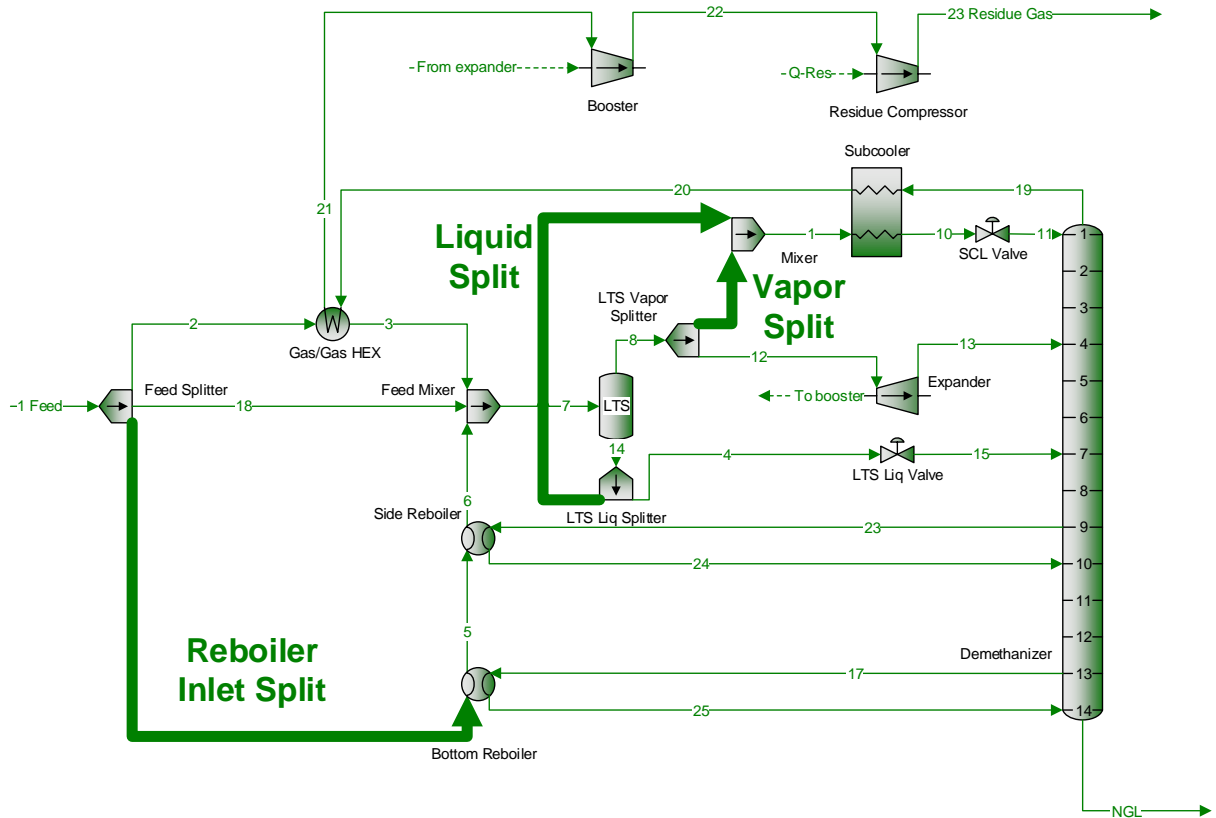 22
23 Residue Gas
From expander
Q-Res
Booster
Residue Compressor
Subcooler
21
20
19
Liquid
Split
1
Mixer
10
11
SCL Valve
Vapor
Split
LTS Vapor
Splitter
2
3
Gas/Gas HEX
8
12
13
Expander
To booster
1 Feed
Feed Splitter
Feed Mixer
18
7
LTS
14
4
15
LTS Liq Valve
LTS Liq Splitter
6
Side Reboiler
23
24
5
Reboiler
Inlet Split
Demethanizer
17
25
Bottom Reboiler
1
2
3
4
5
6
7
8
9
10
11
12
13
14
NGL